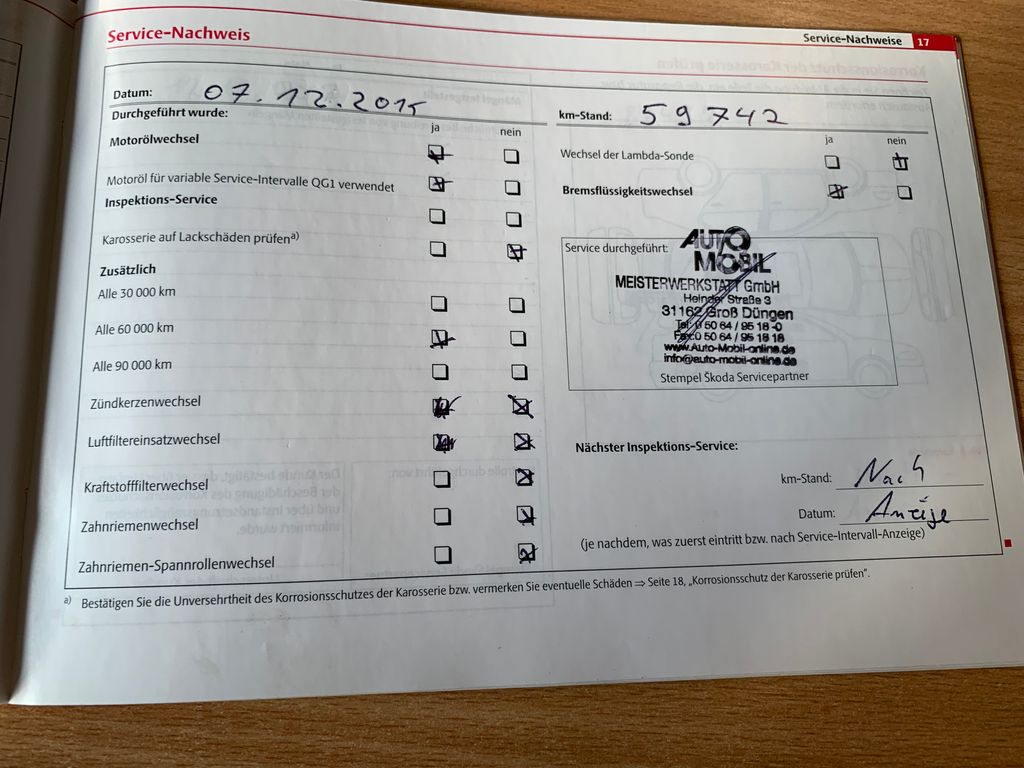 Service-Nachweis
Service-Nachweise 17
Datum: 07.12.2015
km-Stand: 59742
Durchgeführt wurde:
ja nein
ja nein
Motorölwechsel
Wechsel der Lambda-Sonde
Motoröl für variable Service-Intervalle QG1 verwendet
Bremsflüssigkeitswechsel
Inspektions-Service
Karosserie auf Lackschäden prüfen a)
Zusätzlich
Alle 30 000 km
Alle 60 000 km
Alle 90 000 km
Zündkerzenwechsel
Luftfiltereinsatzwechsel
Kraftstofffilterwechsel
Zahnriemenwechsel
Zahnriemen-Spannrollenwechsel
Service durchgeführt:
AUTO
MOBIL
MEISTERWERKSTATT GmbH
Heinder Straße 3
31162 Groß Düngen
Tel. 0 50 64 / 95 18 -0
Fax: 0 50 64 / 95 18 18
www.Auto-Mobil-online.de
info@auto-mobil-online.de
Stempel Škoda Servicepartner
Nächster Inspektions-Service:
km-Stand: Nach
Datum: Anzeige
(je nachdem, was zuerst eintritt bzw. nach Service-Intervall-Anzeige)
a) Bestätigen Sie die Unversehrtheit des Korrosionsschutzes der Karosserie bzw. vermerken Sie eventuelle Schäden ⇒ Seite 18, „Korrosionsschutz der Karosserie prüfen“.